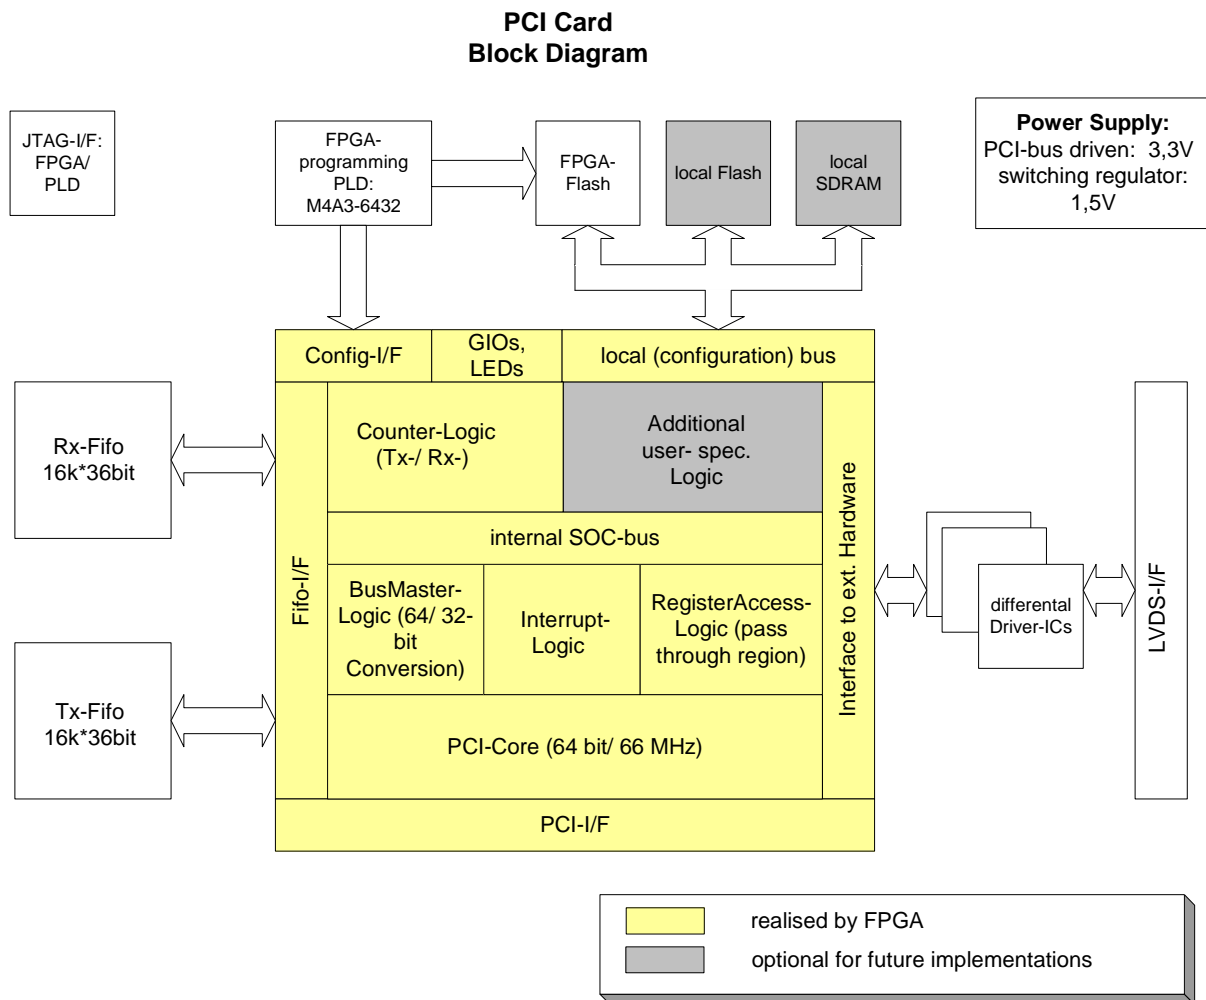 PCI Card
Block Diagram
JTAG-I/F:
FPGA/
PLD
FPGA-
programming
PLD:
M4A3-6432
FPGA-
Flash
local Flash
local
SDRAM
Power Supply:
PCI-bus driven: 3,3V
switching regulator:
1,5V
Config-I/F
GIOs,
LEDs
local (configuration) bus
Rx-Fifo
16k*36bit
Counter-Logic
(Tx-/ Rx-)
Additional
user- spec.
Logic
internal SOC-bus
Fifo-I/F
BusMaster-
Logic (64/ 32-
bit
Conversion)
Interrupt-
Logic
RegisterAccess-
Logic (pass
through region)
Interface to ext. Hardware
differental
Driver-ICs
LVDS-I/F
Tx-Fifo
16k*36bit
PCI-Core (64 bit/ 66 MHz)
PCI-I/F
realised by FPGA
optional for future implementations